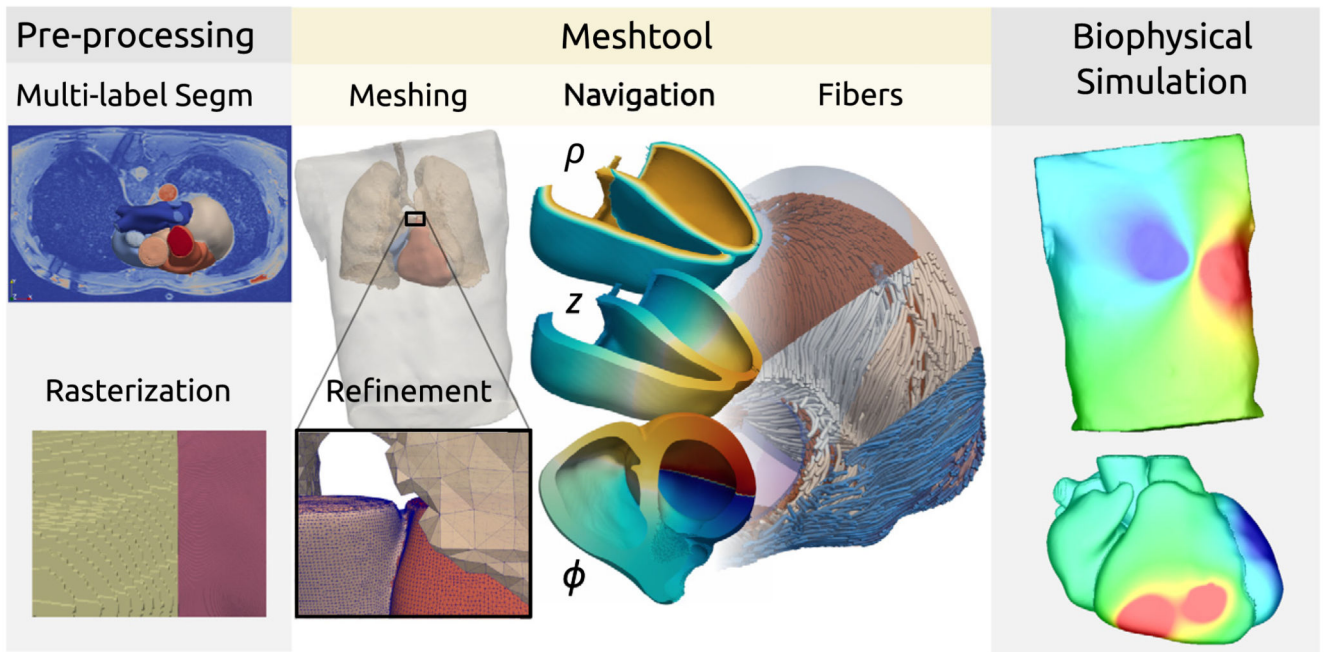 Pre-processing
Multi-label Segm
Rasterization
Meshtool
Meshing
Navigation
Fibers
Refinement
ρ
z
ϕ
Biophysical
Simulation